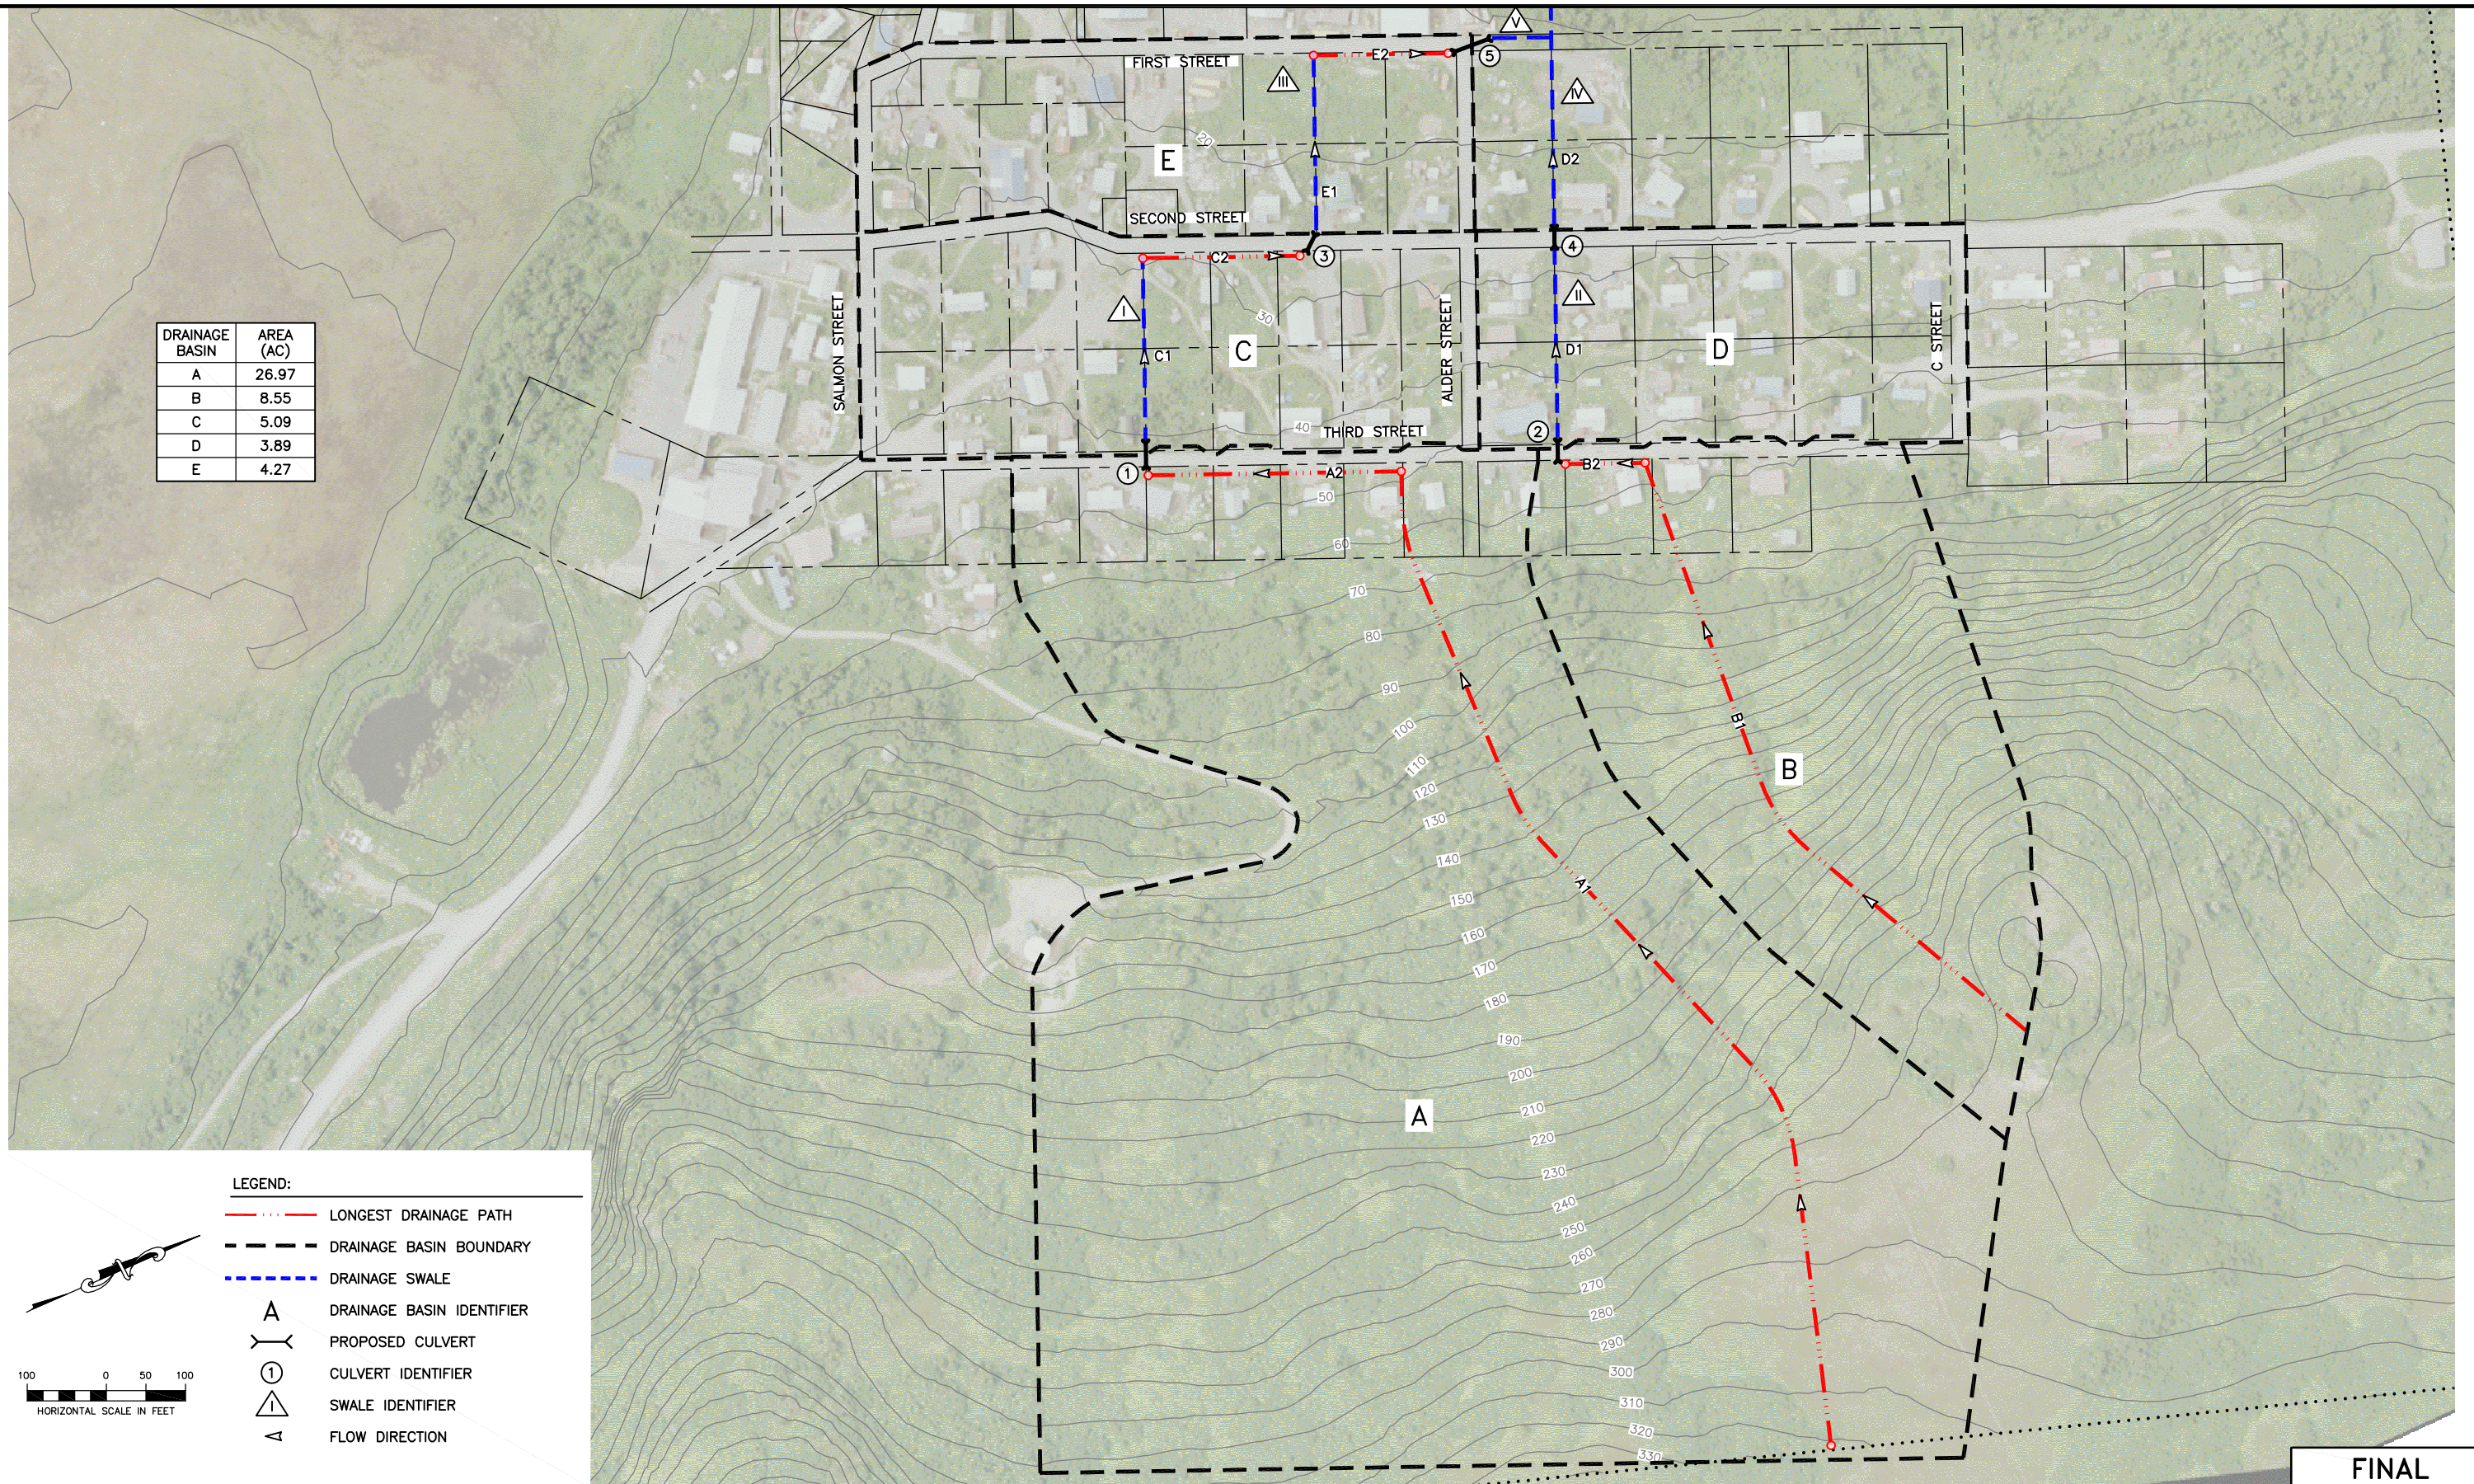 V
E2
5
FIRST STREET
III
IV
20
E
D2
E1
SECOND STREET
C2
3
4
I
II
30
SALMON STREET
ALDER STREET
C STREET
C1
C
D1
D
DRAINAGE BASIN
AREA (AC)
A 26.97
B 8.55
C 5.09
D 3.89
E 4.27
40
THIRD STREET
2
1
A2
B2
50
60
70
80
90
100
110
120
130
140
150
160
170
180
190
200
210
220
230
240
250
260
270
280
290
300
310
320
330
B1
B
A1
A
LEGEND:
LONGEST DRAINAGE PATH
DRAINAGE BASIN BOUNDARY
DRAINAGE SWALE
A DRAINAGE BASIN IDENTIFIER
PROPOSED CULVERT
1 CULVERT IDENTIFIER
I SWALE IDENTIFIER
FLOW DIRECTION
100 0 50 100
HORIZONTAL SCALE IN FEET
FINAL